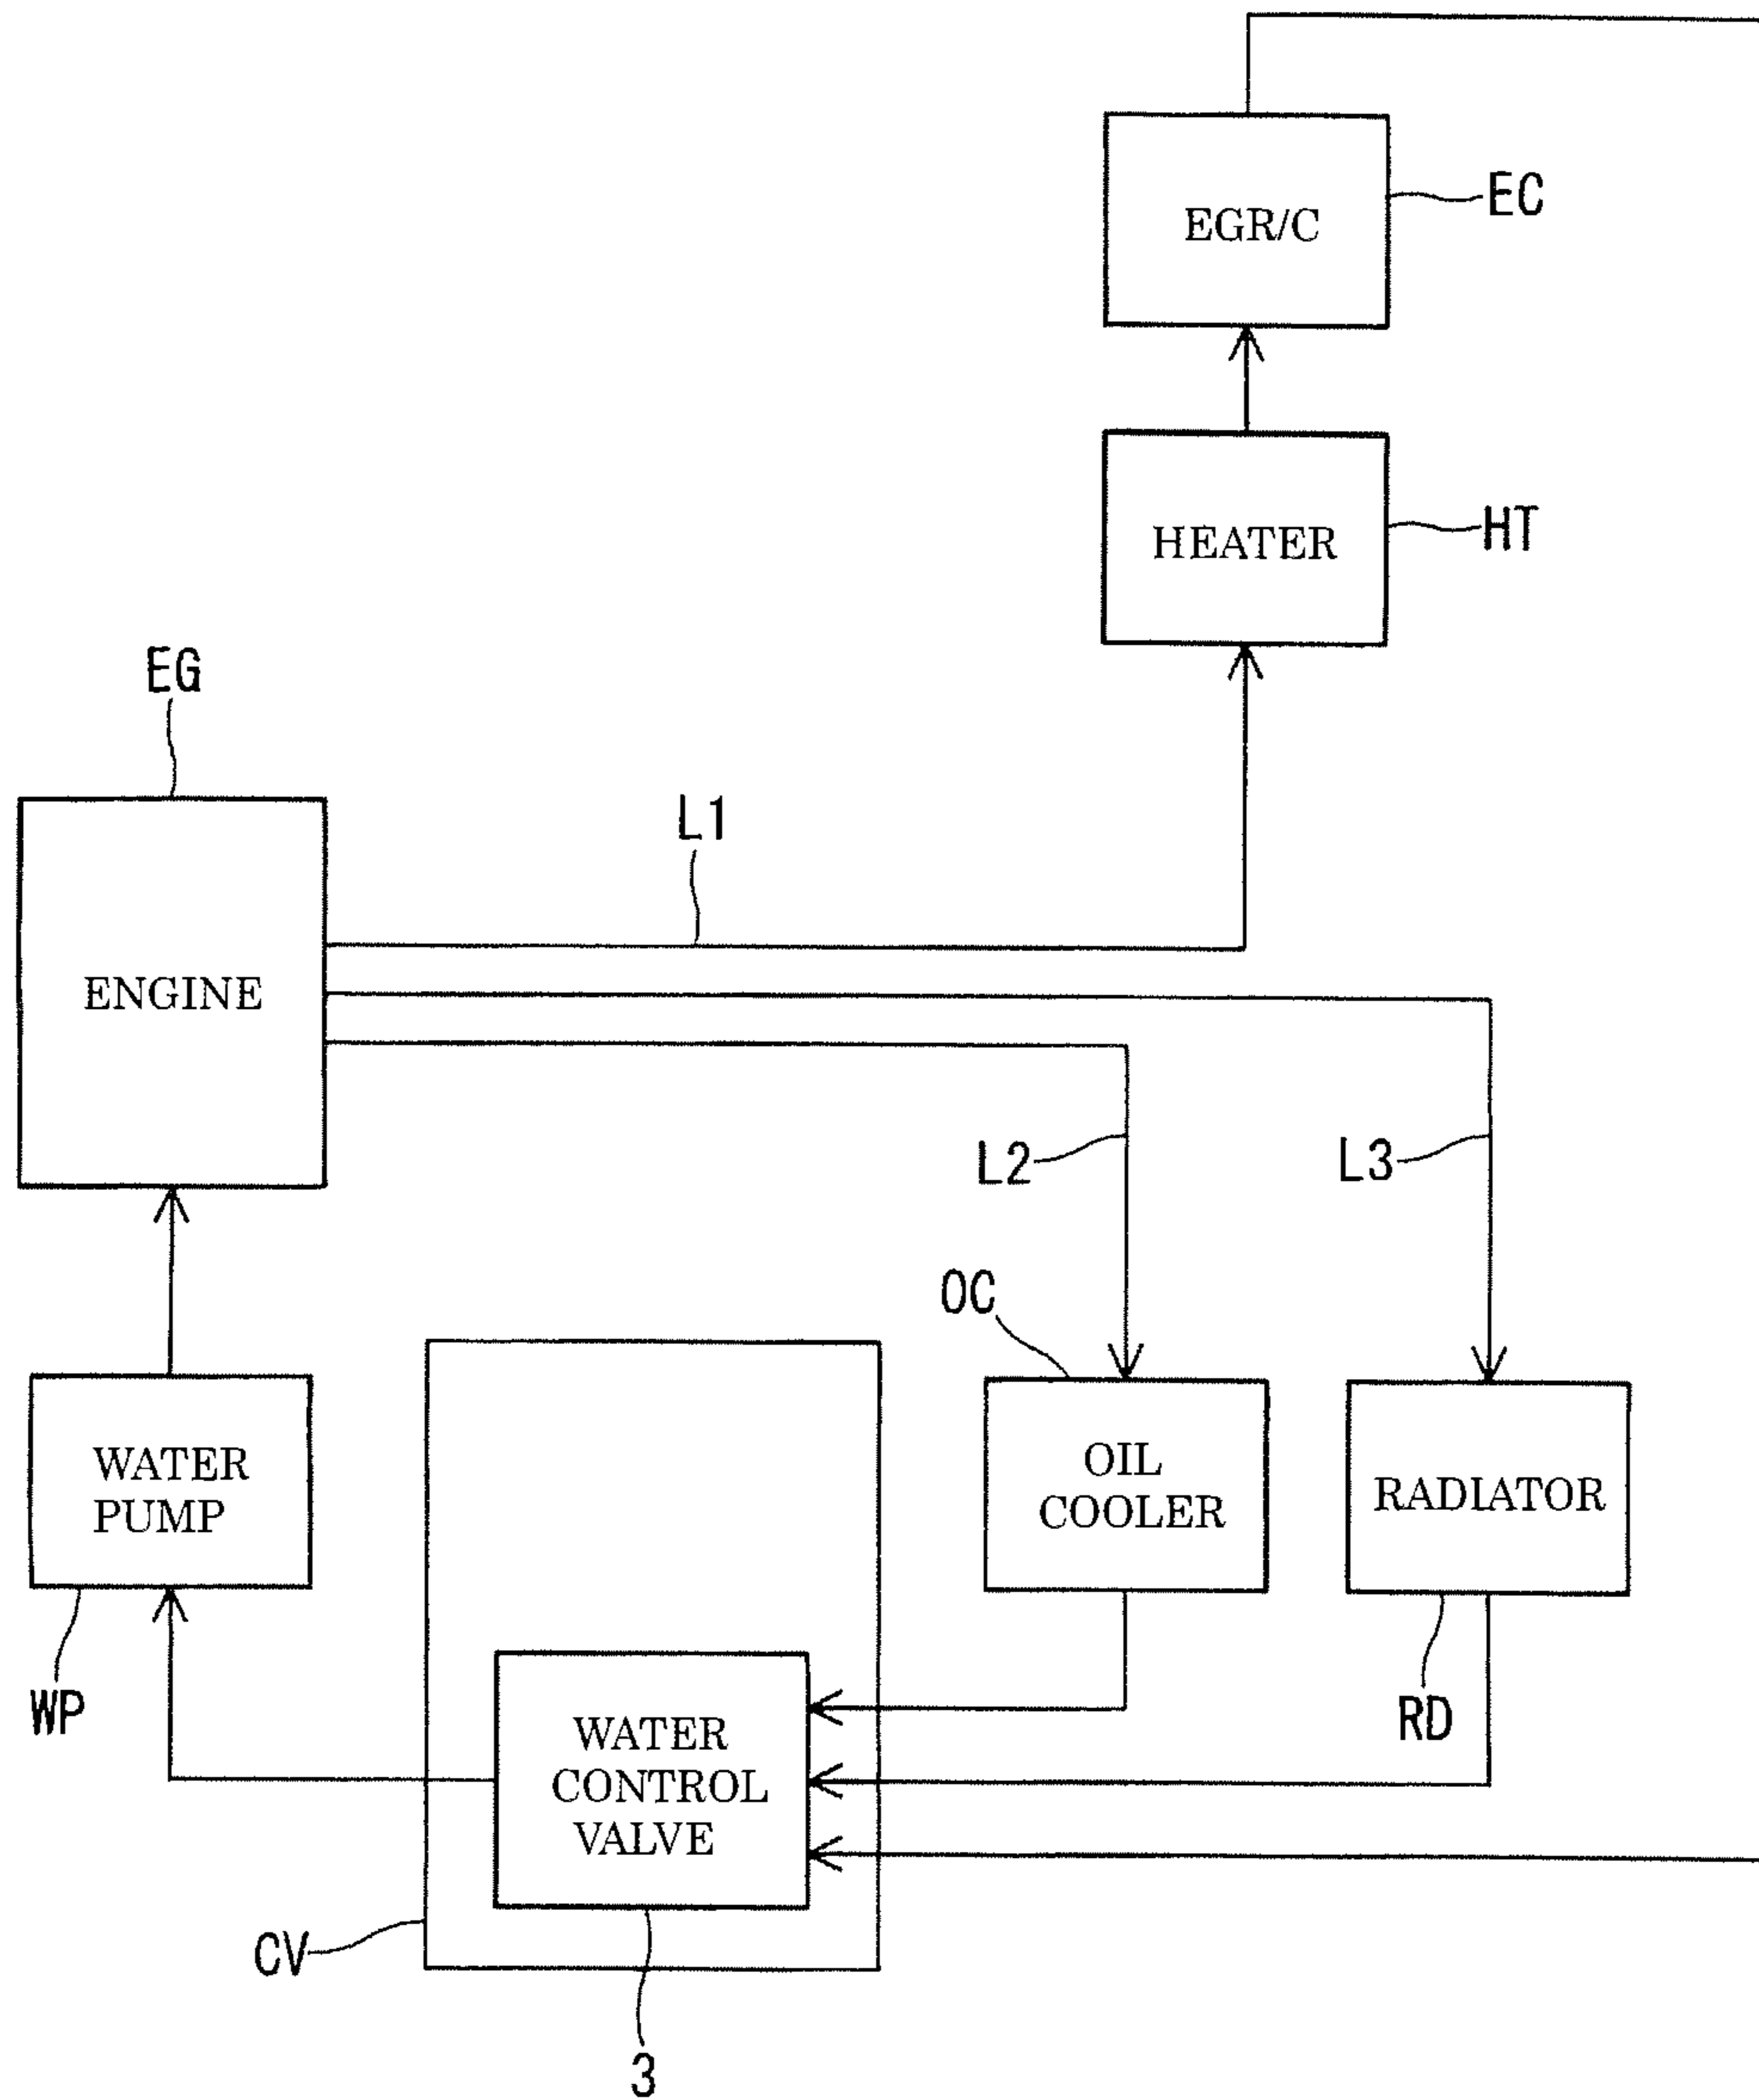 EGR/C
EC
HEATER
HT
EG
L1
ENGINE
L2
L3
OC
WATER
PUMP
OIL
COOLER
RADIATOR
WP
WATER
CONTROL
VALVE
RD
CV
3